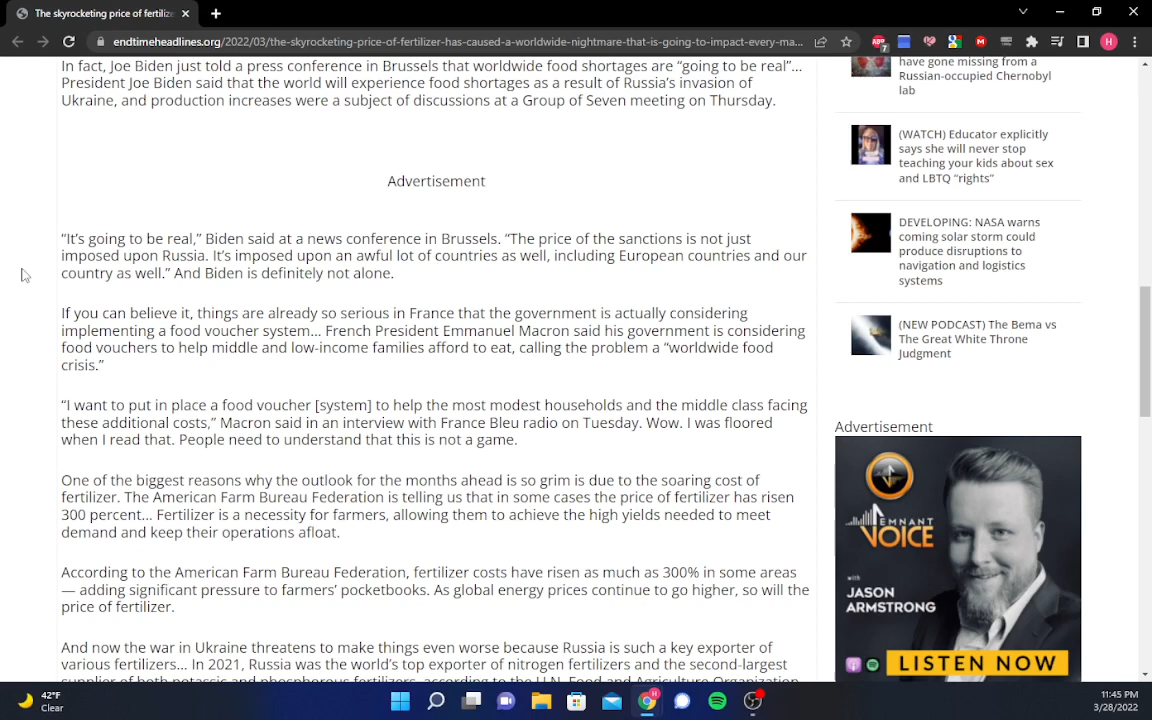 The skyrocketing price of fertilize
endtimeheadlines.org/2022/03/the-skyrocketing-price-of-fertilizer-has-caused-a-worldwide-nightmare-that-is-going-to-impact-every-ma...
7
H
In fact, Joe Biden just told a press conference in Brussels that worldwide food shortages are “going to be real”...
President Joe Biden said that the world will experience food shortages as a result of Russia’s invasion of
Ukraine, and production increases were a subject of discussions at a Group of Seven meeting on Thursday.
Advertisement
“It’s going to be real,” Biden said at a news conference in Brussels. “The price of the sanctions is not just
imposed upon Russia. It’s imposed upon an awful lot of countries as well, including European countries and our
country as well.” And Biden is definitely not alone.
If you can believe it, things are already so serious in France that the government is actually considering
implementing a food voucher system... French President Emmanuel Macron said his government is considering
food vouchers to help middle and low-income families afford to eat, calling the problem a “worldwide food
crisis.”
“I want to put in place a food voucher [system] to help the most modest households and the middle class facing
these additional costs,” Macron said in an interview with France Bleu radio on Tuesday. Wow. I was floored
when I read that. People need to understand that this is not a game.
One of the biggest reasons why the outlook for the months ahead is so grim is due to the soaring cost of
fertilizer. The American Farm Bureau Federation is telling us that in some cases the price of fertilizer has risen
300 percent... Fertilizer is a necessity for farmers, allowing them to achieve the high yields needed to meet
demand and keep their operations afloat.
According to the American Farm Bureau Federation, fertilizer costs have risen as much as 300% in some areas
— adding significant pressure to farmers’ pocketbooks. As global energy prices continue to go higher, so will the
price of fertilizer.
And now the war in Ukraine threatens to make things even worse because Russia is such a key exporter of
various fertilizers... In 2021, Russia was the world’s top exporter of nitrogen fertilizers and the second-largest
supplier of both potassic and phosphorous fertilizers, according to the U.N. Food and Agriculture Organization
have gone missing from a
Russian-occupied Chernobyl
lab
(WATCH) Educator explicitly
says she will never stop
teaching your kids about sex
and LBTQ “rights”
DEVELOPING: NASA warns
coming solar storm could
produce disruptions to
navigation and logistics
systems
(NEW PODCAST) The Bema vs
The Great White Throne
Judgment
Advertisement
EMNANT
VOICE
with
JASON
ARMSTRONG
LISTEN NOW
42°F
Clear
11:45 PM
3/28/2022